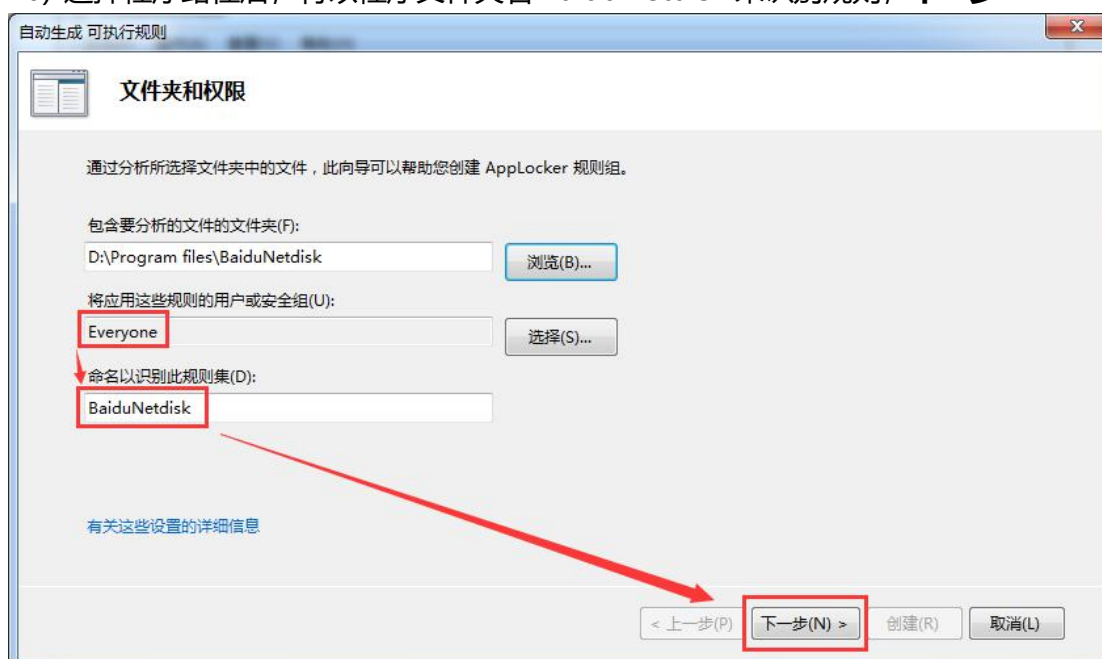 自动生成 可执行规则
文件夹和权限
通过分析所选择文件夹中的文件，此向导可以帮助您创建 AppLocker 规则组。
包含要分析的文件的文件夹(F):
D:\Program files\BaiduNetdisk
浏览(B)...
将应用这些规则的用户或安全组(U):
Everyone
选择(S)...
命名以识别此规则集(D):
BaiduNetdisk
有关这些设置的详细信息
< 上一步(P)
下一步(N) >
创建(R)
取消(L)